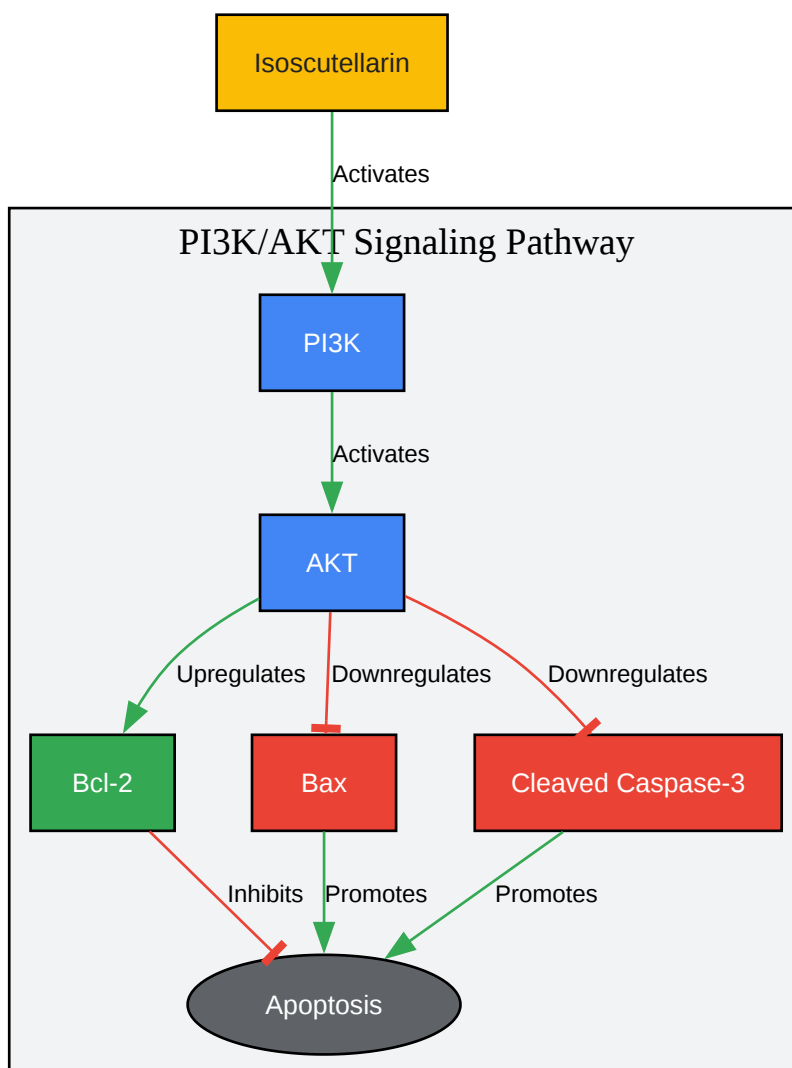 Isoscutellarin
Activates
PI3K/AKT Signaling Pathway
PI3K
Activates
AKT
Upregulates
Downregulates
Downregulates
Bcl-2
Bax
Cleaved Caspase-3
Inhibits
Promotes
Promotes
Apoptosis